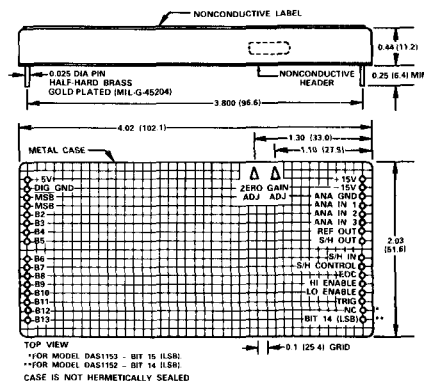 NONCONDUCTIVE LABEL
0.44 (11.2)
0.025 DIA PIN
HALF-HARD BRASS
GOLD PLATED (MIL-G-45204)
NONCONDUCTIVE
HEADER
0.25 (6.4) MIN
3.800 (96.6)
4.02 (102.1)
1.30 (33.0)
1.10 (27.9)
METAL CASE
+5V
DIG GND
MSB
MSB
B2
B3
B4
B5
B6
B7
B8
B9
B10
B11
B12
B13
ZERO GAIN
ADJ ADJ
+15V
-15V
ANA GND
ANA IN 1
ANA IN 2
ANA IN 3
REF OUT
S/H OUT
S/H IN
S/H CONTROL
EOC
HI ENABLE
LO ENABLE
TRIG
NC *
BIT 14 (LSB) **
2.03
(51.6)
TOP VIEW
0.1 (25.4) GRID
*FOR MODEL DAS1153 - BIT 15 (LSB)
**FOR MODEL DAS1152 - BIT 14 (LSB)
CASE IS NOT HERMETICALLY SEALED